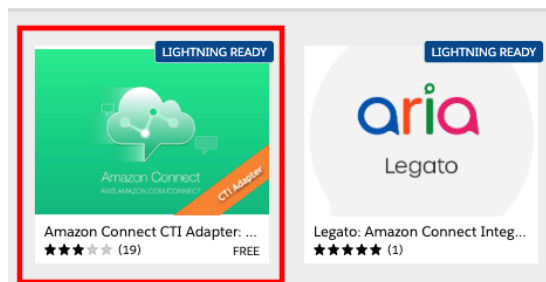 LIGHTNING READY
Amazon Connect
AWS.AMAZON.COM/CONNECT
CTI Adapter
Amazon Connect CTI Adapter: ...
(19)
FREE
LIGHTNING READY
aria
Legato
Legato: Amazon Connect Integ...
(1)